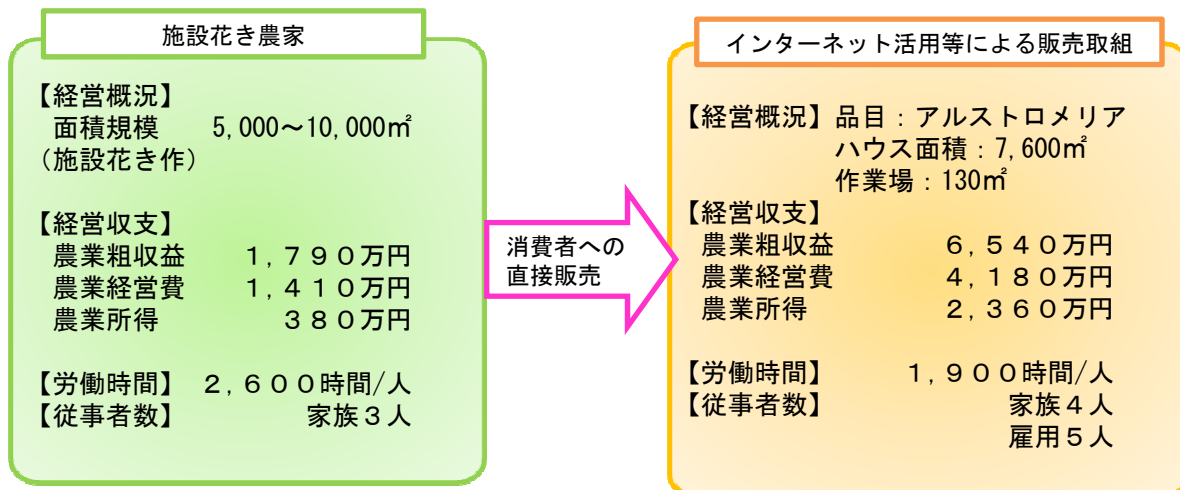 施設花き農家
【経営概況】
面積規模 5,000～10,000㎡
（施設花き作）
【経営収支】
農業粗収益 １，７９０万円
農業経営費 １，４１０万円
農業所得 ３８０万円
【労働時間】 ２，６００時間/人
【従事者数】 家族３人
消費者への
直接販売
インターネット活用等による販売取組
【経営概況】品目：アルストロメリア
ハウス面積：7,600㎡
作業場：130㎡
【経営収支】
農業粗収益 ６，５４０万円
農業経営費 ４，１８０万円
農業所得 ２，３６０万円
【労働時間】 １，９００時間/人
【従事者数】 家族４人
雇用５人